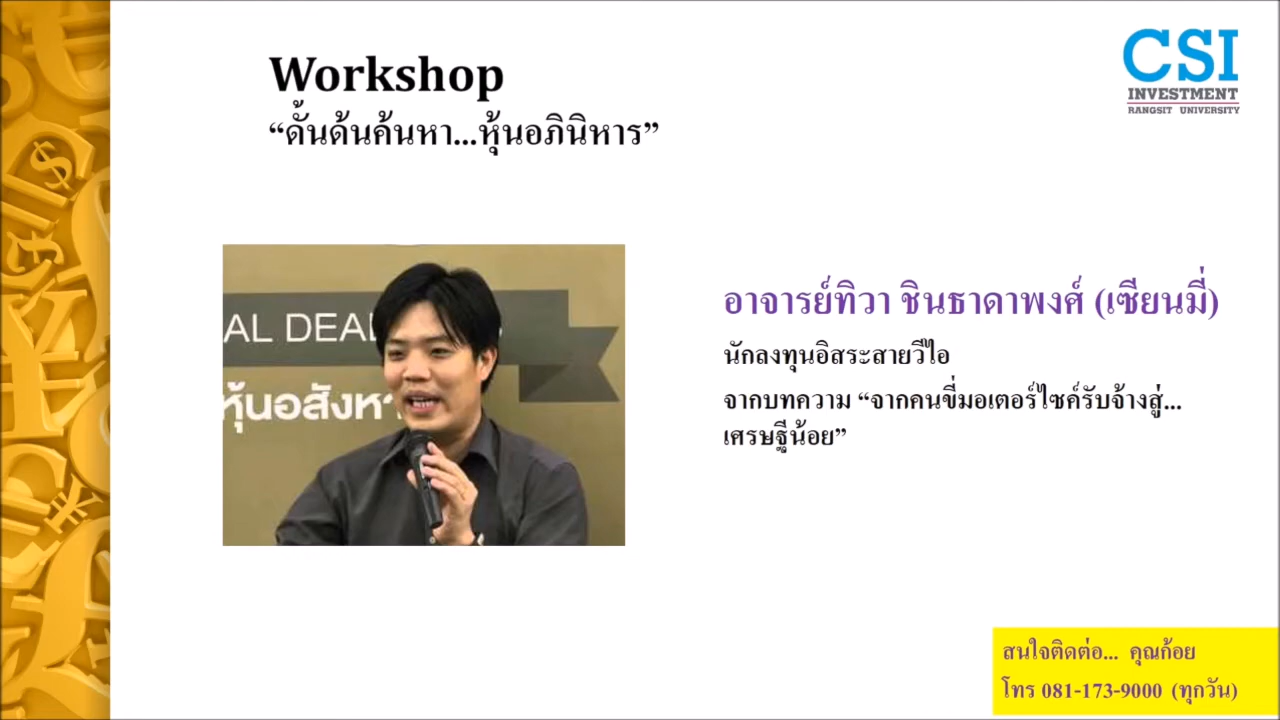 Workshop
“ดั้นด้นค้นหา...หุ้นอภินิหาร”
CSI
INVESTMENT
RANGSIT UNIVERSITY
AL DEAL
หุ้นอสังหา
อาจารย์ทิวา ชินธาดาพงศ์ (เซียนมี่)
นักลงทุนอิสระสายวีไอ
จากบทความ “จากคนขี่มอเตอร์ไซค์รับจ้างสู่...
เศรษฐีน้อย”
สนใจติดต่อ... คุณก้อย
โทร 081-173-9000 (ทุกวัน)